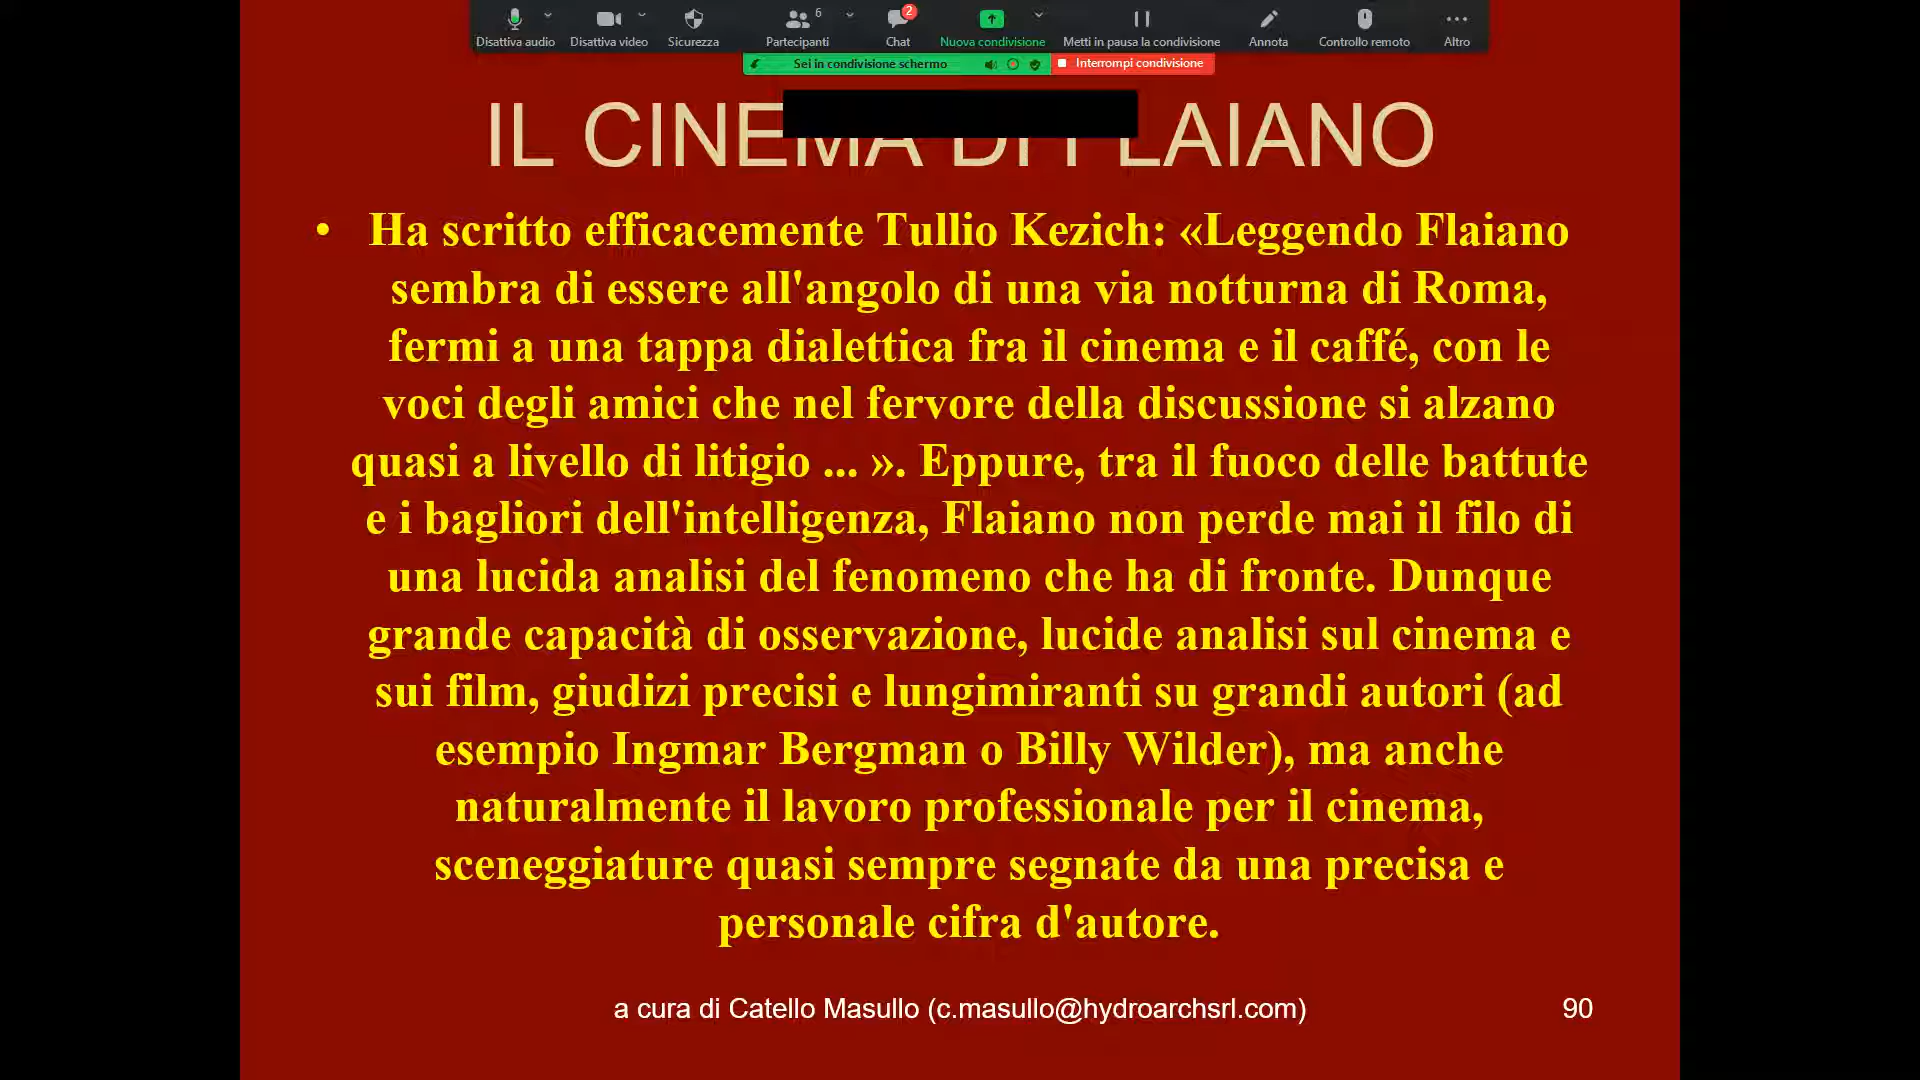 Disattiva audio Disattiva video Sicurezza Partecipanti 6 Chat 2 Nuova condivisione Metti in pausa la condivisione Annota Controllo remoto Altro
Sei in condivisione schermo Interrompi condivisione
IL CINEMA DI FLAIANO
• Ha scritto efficacemente Tullio Kezich: «Leggendo Flaiano
sembra di essere all'angolo di una via notturna di Roma,
fermi a una tappa dialettica fra il cinema e il caffé, con le
voci degli amici che nel fervore della discussione si alzano
quasi a livello di litigio ... ». Eppure, tra il fuoco delle battute
e i bagliori dell'intelligenza, Flaiano non perde mai il filo di
una lucida analisi del fenomeno che ha di fronte. Dunque
grande capacità di osservazione, lucide analisi sul cinema e
sui film, giudizi precisi e lungimiranti su grandi autori (ad
esempio Ingmar Bergman o Billy Wilder), ma anche
naturalmente il lavoro professionale per il cinema,
sceneggiature quasi sempre segnate da una precisa e
personale cifra d'autore.
a cura di Catello Masullo (c.masullo@hydroarchsrl.com) 90